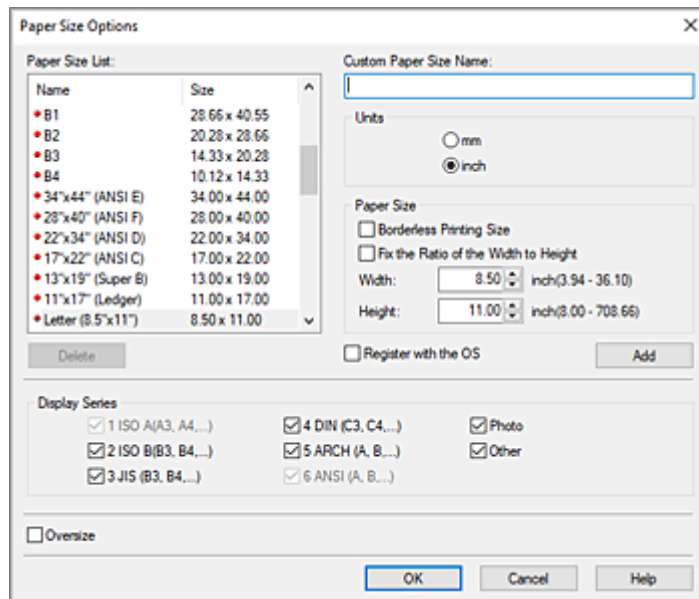 Paper Size Options
Paper Size List:
Name Size
B1 28.66 x 40.55
B2 20.28 x 28.66
B3 14.33 x 20.28
B4 10.12 x 14.33
34"x44" (ANSI E) 34.00 x 44.00
28"x40" (ANSI F) 28.00 x 40.00
22"x34" (ANSI D) 22.00 x 34.00
17"x22" (ANSI C) 17.00 x 22.00
13"x19" (Super B) 13.00 x 19.00
11"x17" (Ledger) 11.00 x 17.00
Letter (8.5"x11") 8.50 x 11.00
Delete
Custom Paper Size Name:
Units
mm
inch
Paper Size
Borderless Printing Size
Fix the Ratio of the Width to Height
Width: 8.50 inch(3.94 - 36.10)
Height: 11.00 inch(8.00 - 708.66)
Register with the OS Add
Display Series
1 ISO A(A3, A4,...) 4 DIN (C3, C4,...) Photo
2 ISO B(B3, B4,...) 5 ARCH (A, B,...) Other
3 JIS (B3, B4,...) 6 ANSI (A, B,...)
Oversize
OK Cancel Help